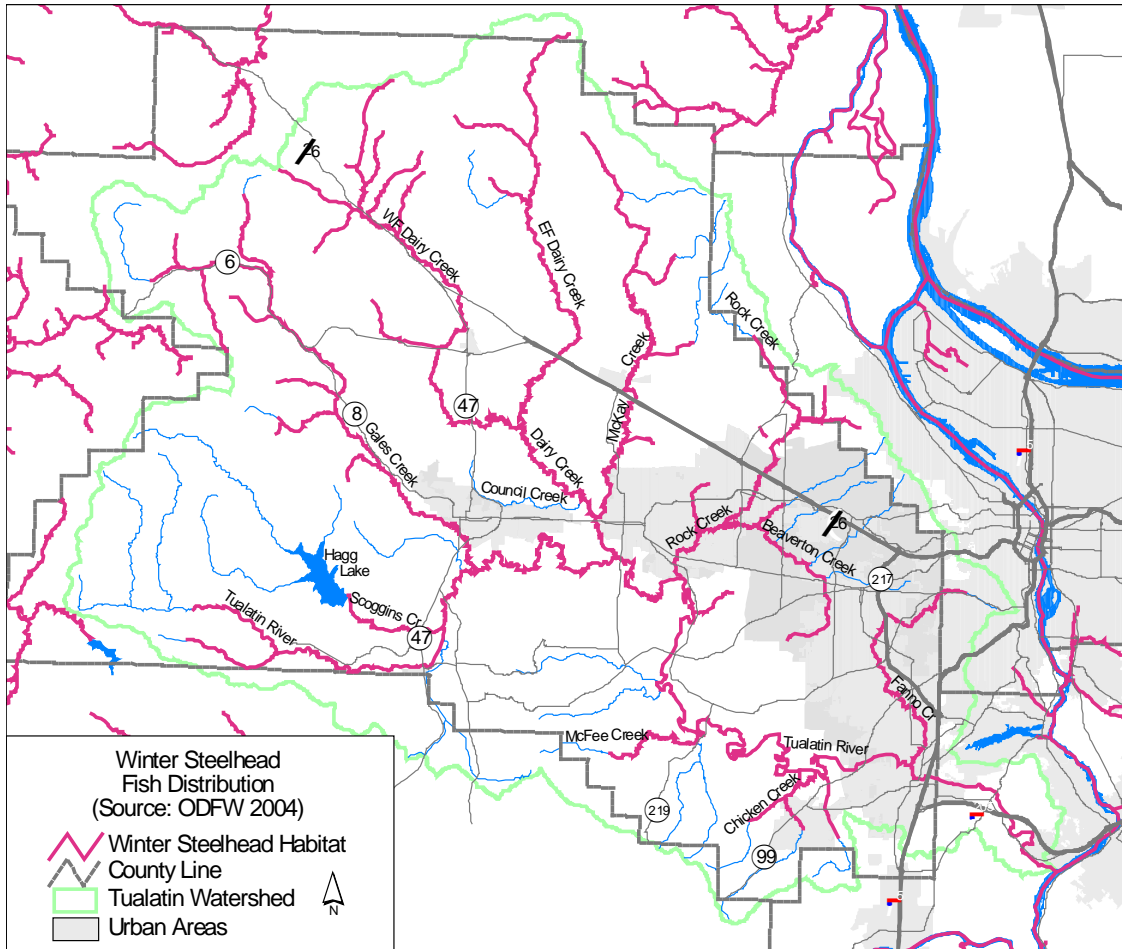 26
WF Dairy Creek
EF Dairy Creek
6
Rock Creek
McKay Creek
47
8
Gales Creek
Dairy Creek
Council Creek
Rock Creek
26
Beaverton Creek
217
Hagg
Lake
Scoggins Cr
47
Tualatin River
Fanno Cr
McFee Creek
Tualatin River
Chicken Creek
219
99
Winter Steelhead
Fish Distribution
(Source: ODFW 2004)
Winter Steelhead Habitat
County Line
Tualatin Watershed
Urban Areas
N